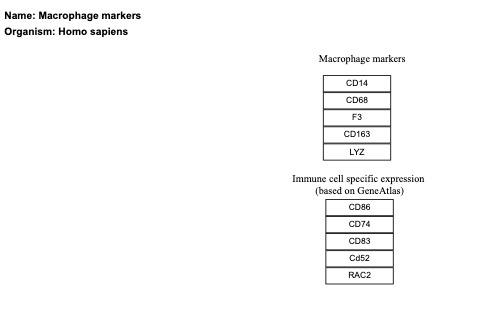 Name: Macrophage markers
Organism: Homo sapiens
Macrophage markers
CD14
CD68
F3
CD163
LYZ
Immune cell specific expression
(based on GeneAtlas)
CD86
CD74
CD83
Cd52
RAC2